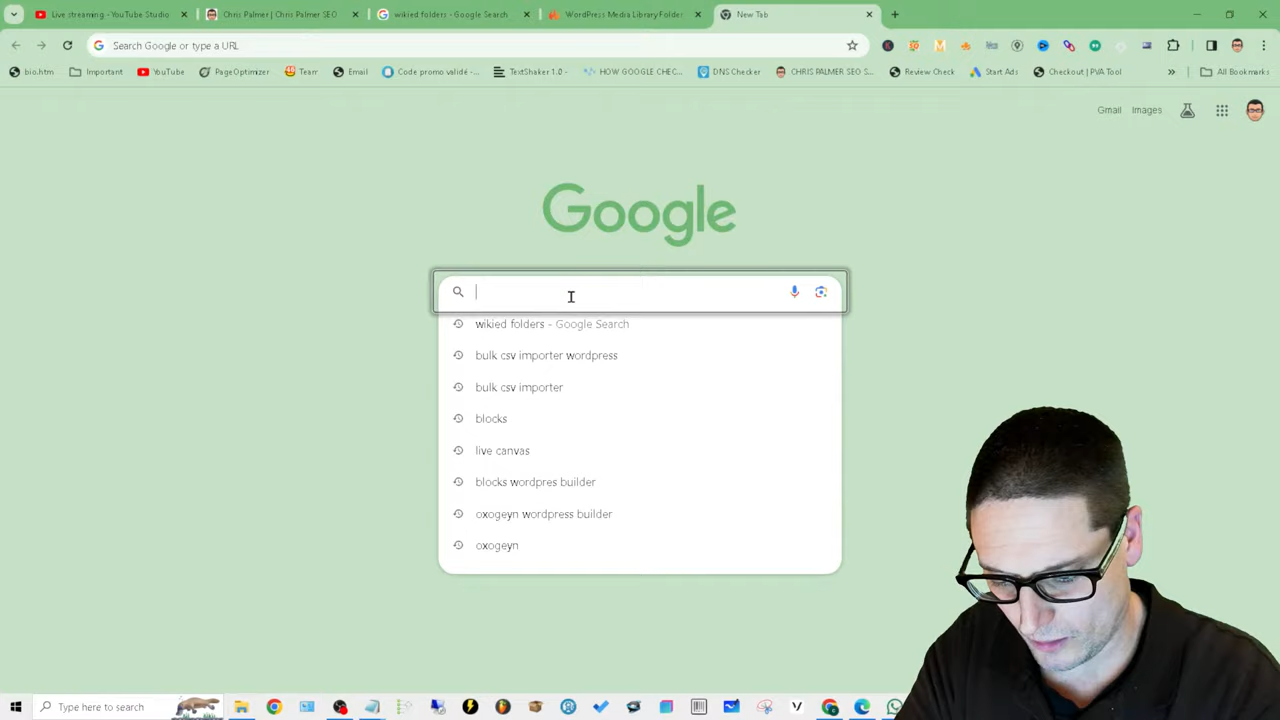 Live streaming - YouTube Studio
Chris Palmer | Chris Palmer SEO
wikied folders - Google Search
WordPress Media Library Folder
New Tab
Search Google or type a URL
bio.htm
Important
YouTube
PageOptimizer
Team
Email
Code promo validé -...
TextShaker 1.0 -
HOW GOOGLE CHEC...
DNS Checker
CHRIS PALMER SEO S...
Review Check
Start Ads
Checkout | PVA Tool
»
All Bookmarks
Gmail
Images
Google
wikied folders - Google Search
bulk csv importer wordpress
bulk csv importer
blocks
live canvas
blocks wordpres builder
oxogeyn wordpress builder
oxogeyn
Type here to search